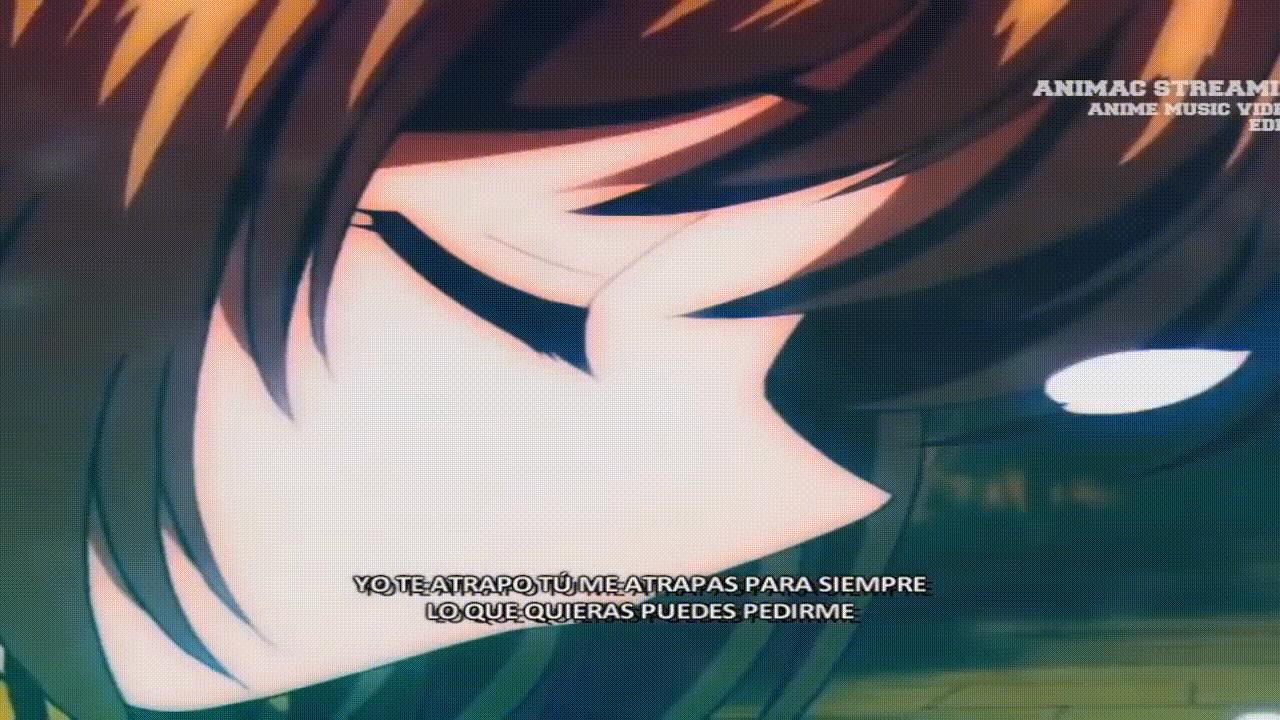 ANIMAC STREAMI
ANIME MUSIC VIDE
EDI
YO TE ATRAPO TÚ ME ATRAPAS PARA SIEMPRE
LO QUE QUIERAS PUEDES PEDIRME